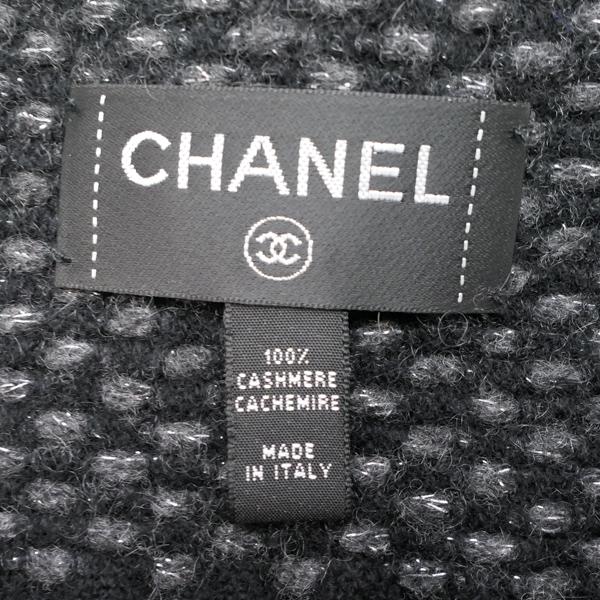 CHANEL
100%
CASHMERE
CACHEMIRE
MADE
IN ITALY